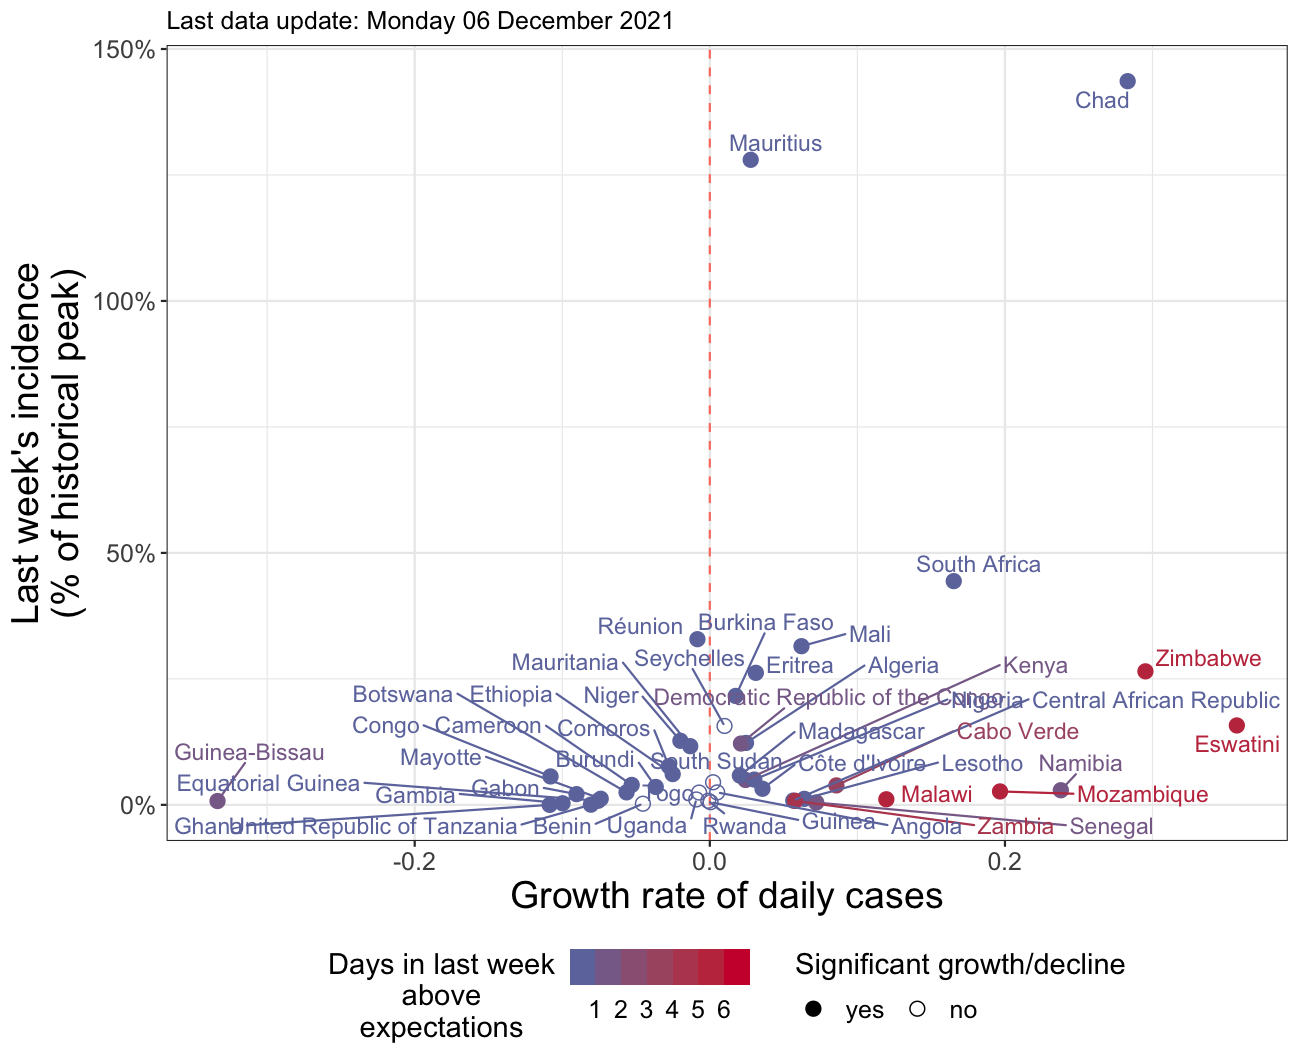 Last data update: Monday 06 December 2021
150%
Chad
Mauritius
Last week's incidence
(% of historical peak)
100%
50%
South Africa
Réunion
Burkina Faso
Mali
Mauritania
Seychelles
Eritrea
Algeria
Kenya
Zimbabwe
Botswana
Ethiopia
Niger
Democratic Republic of the Congo
Nigeria
Central African Republic
Congo
Cameroon
Comoros
Madagascar
Cabo Verde
Eswatini
Guinea-Bissau
Mayotte
Burundi
South Sudan
Côte d'Ivoire
Lesotho
Namibia
Equatorial Guinea
Gambia
Gabon
Togo
Malawi
Mozambique
0%
Ghana
United Republic of Tanzania
Benin
Uganda
Rwanda
Guinea
Angola
Zambia
Senegal
-0.2
0.0
0.2
Growth rate of daily cases
Days in last week
above
expectations
1 2 3 4 5 6
Significant growth/decline
yes
no